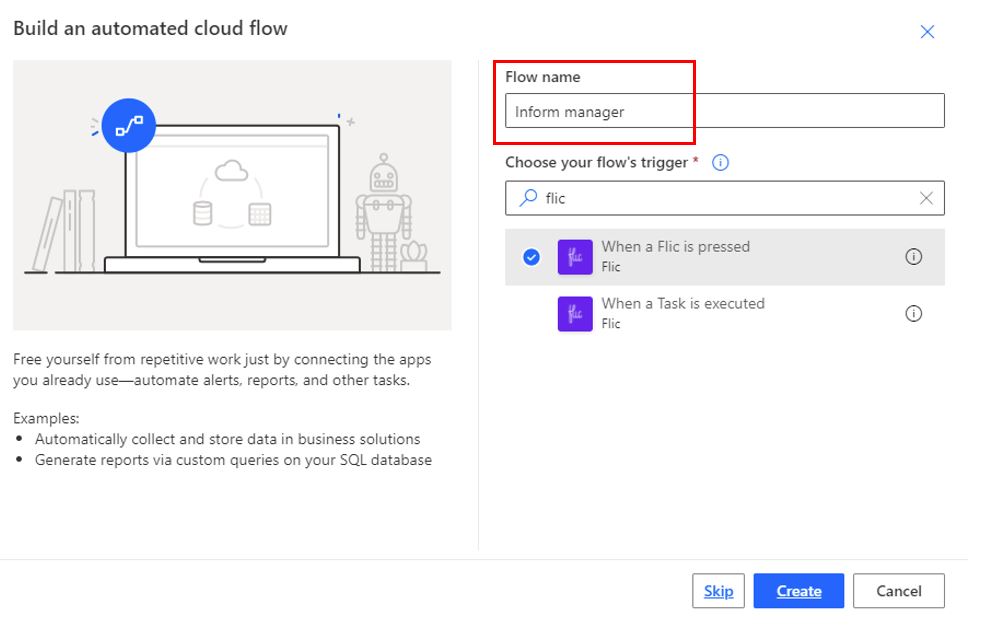 Build an automated cloud flow
Free yourself from repetitive work just by connecting the apps
you already use—automate alerts, reports, and other tasks.
Examples:
• Automatically collect and store data in business solutions
• Generate reports via custom queries on your SQL database
Flow name
Inform manager
Choose your flow's trigger *
flic
flic
When a Flic is pressed
Flic
flic
When a Task is executed
Flic
Skip
Create
Cancel